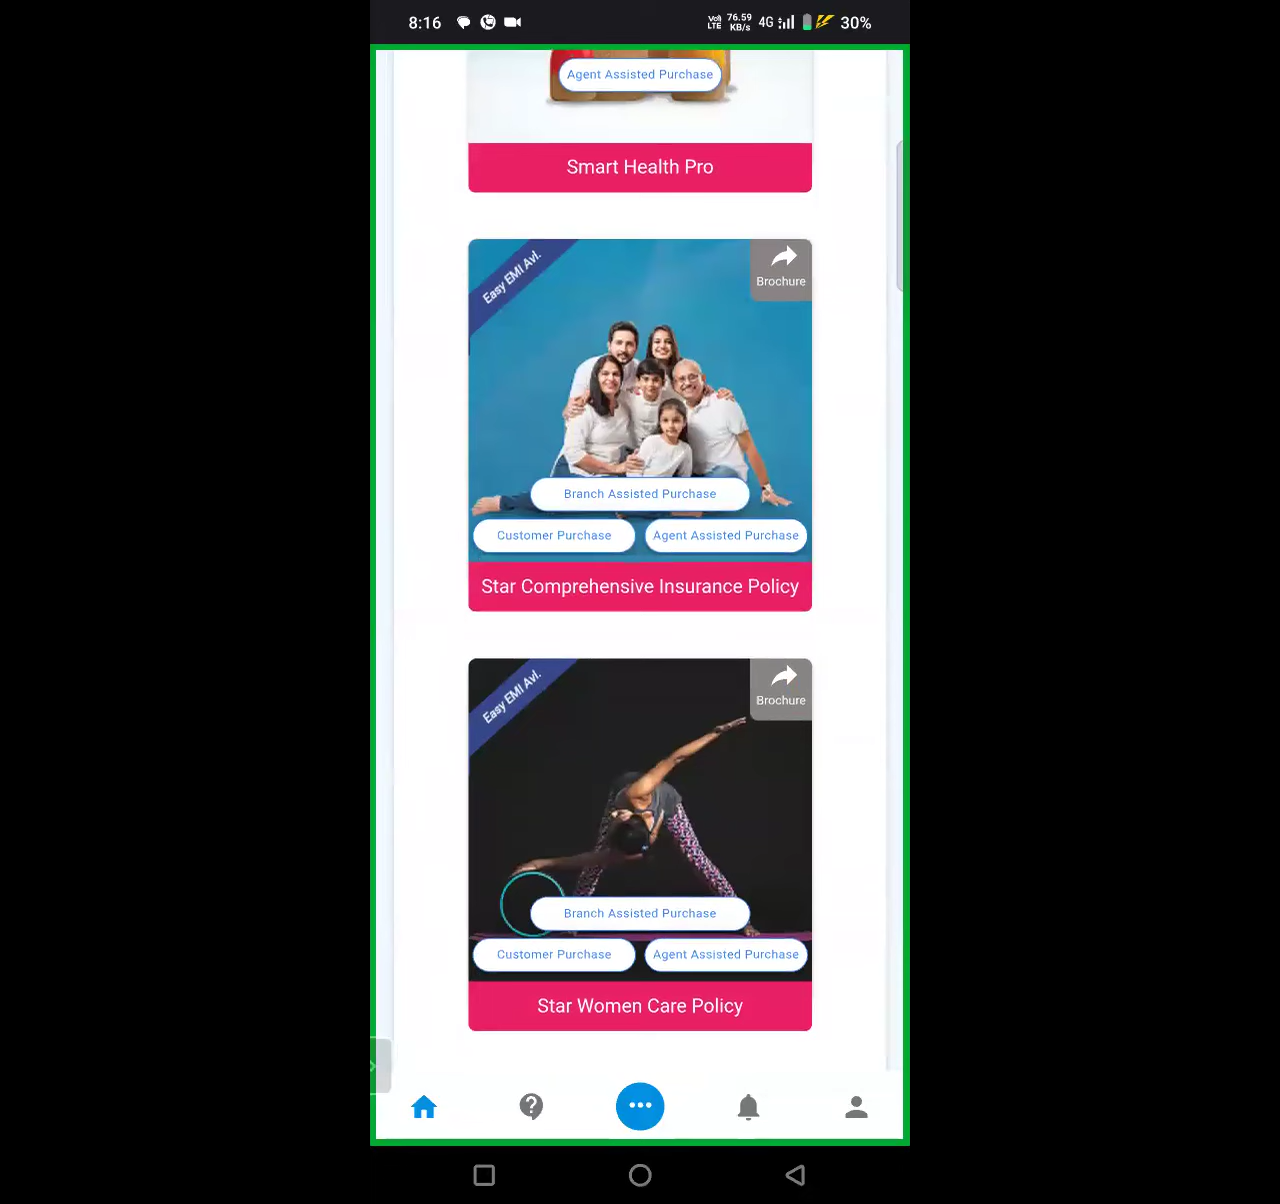 8:16
Vo)
LTE
76.59
KB/s
4G
30%
Agent Assisted Purchase
Smart Health Pro
Easy EMI Avl.
Brochure
Branch Assisted Purchase
Customer Purchase
Agent Assisted Purchase
Star Comprehensive Insurance Policy
Easy EMI Avl.
Brochure
Branch Assisted Purchase
Customer Purchase
Agent Assisted Purchase
Star Women Care Policy